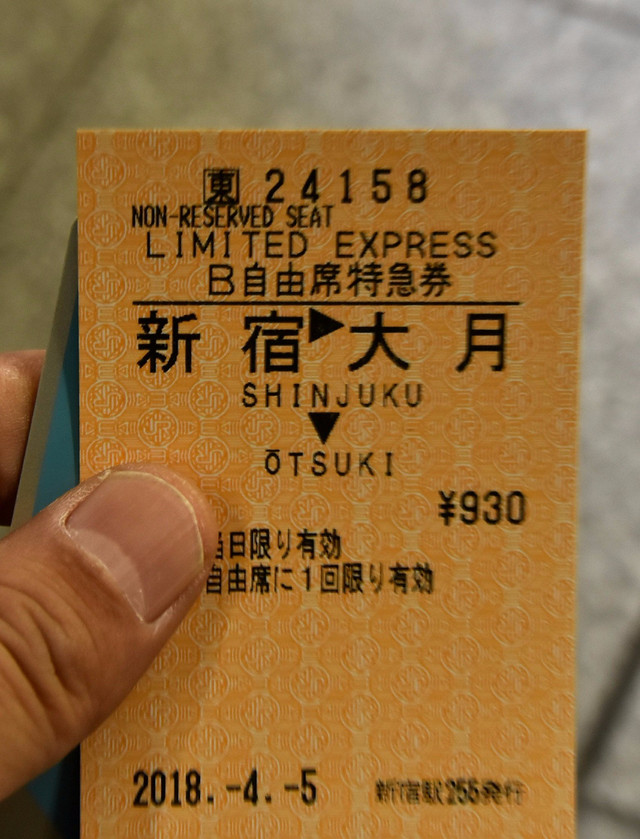 東 24158
NON-RESERVED SEAT
LIMITED EXPRESS
B自由席特急券
新宿▶大月
SHINJUKU
▼
ŌTSUKI
¥930
当日限り有効
自由席に1回限り有効
2018.-4.-5 新宿駅255発行